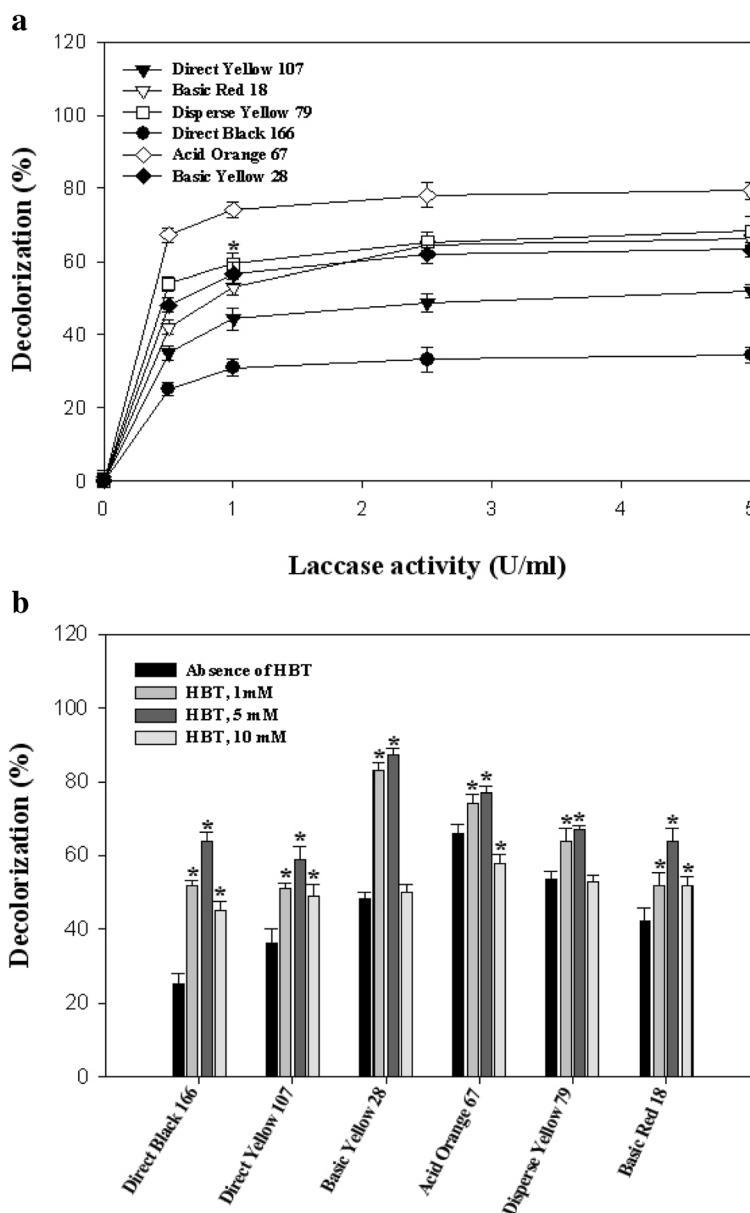 a
120
100
80
60
40
20
0
Decolorization (%)
Direct Yellow 107
Basic Red 18
Disperse Yellow 79
Direct Black 166
Acid Orange 67
Basic Yellow 28
*
0 1 2 3 4 5
Laccase activity (U/ml)
b
120
100
80
60
40
20
0
Decolorization (%)
Absence of HBT
HBT, 1mM
HBT, 5 mM
HBT, 10 mM
* * *
* * *
* *
* * *
* *
* * *
Direct Black 166
Direct Yellow 107
Basic Yellow 28
Acid Orange 67
Disperse Yellow 79
Basic Red 18